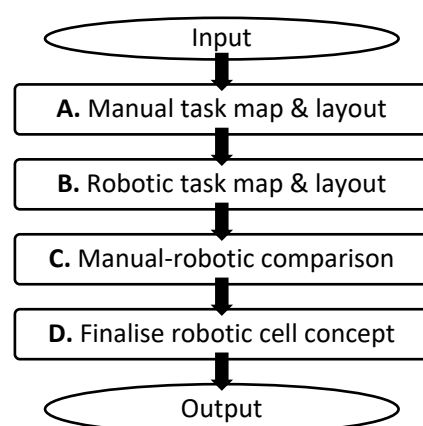 Input
A. Manual task map & layout
B. Robotic task map & layout
C. Manual-robotic comparison
D. Finalise robotic cell concept
Output